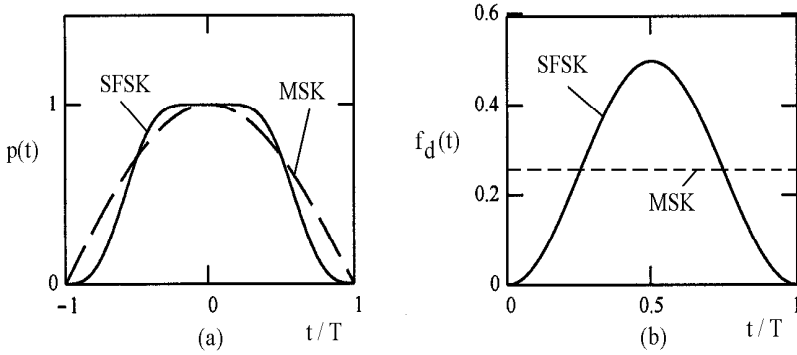 SFSK
MSK
1
p(t)
0
−1
0
1
t / T
(a)
0.6
SFSK
0.4
f_d(t)
0.2
MSK
0
0
0.5
1
t / T
(b)